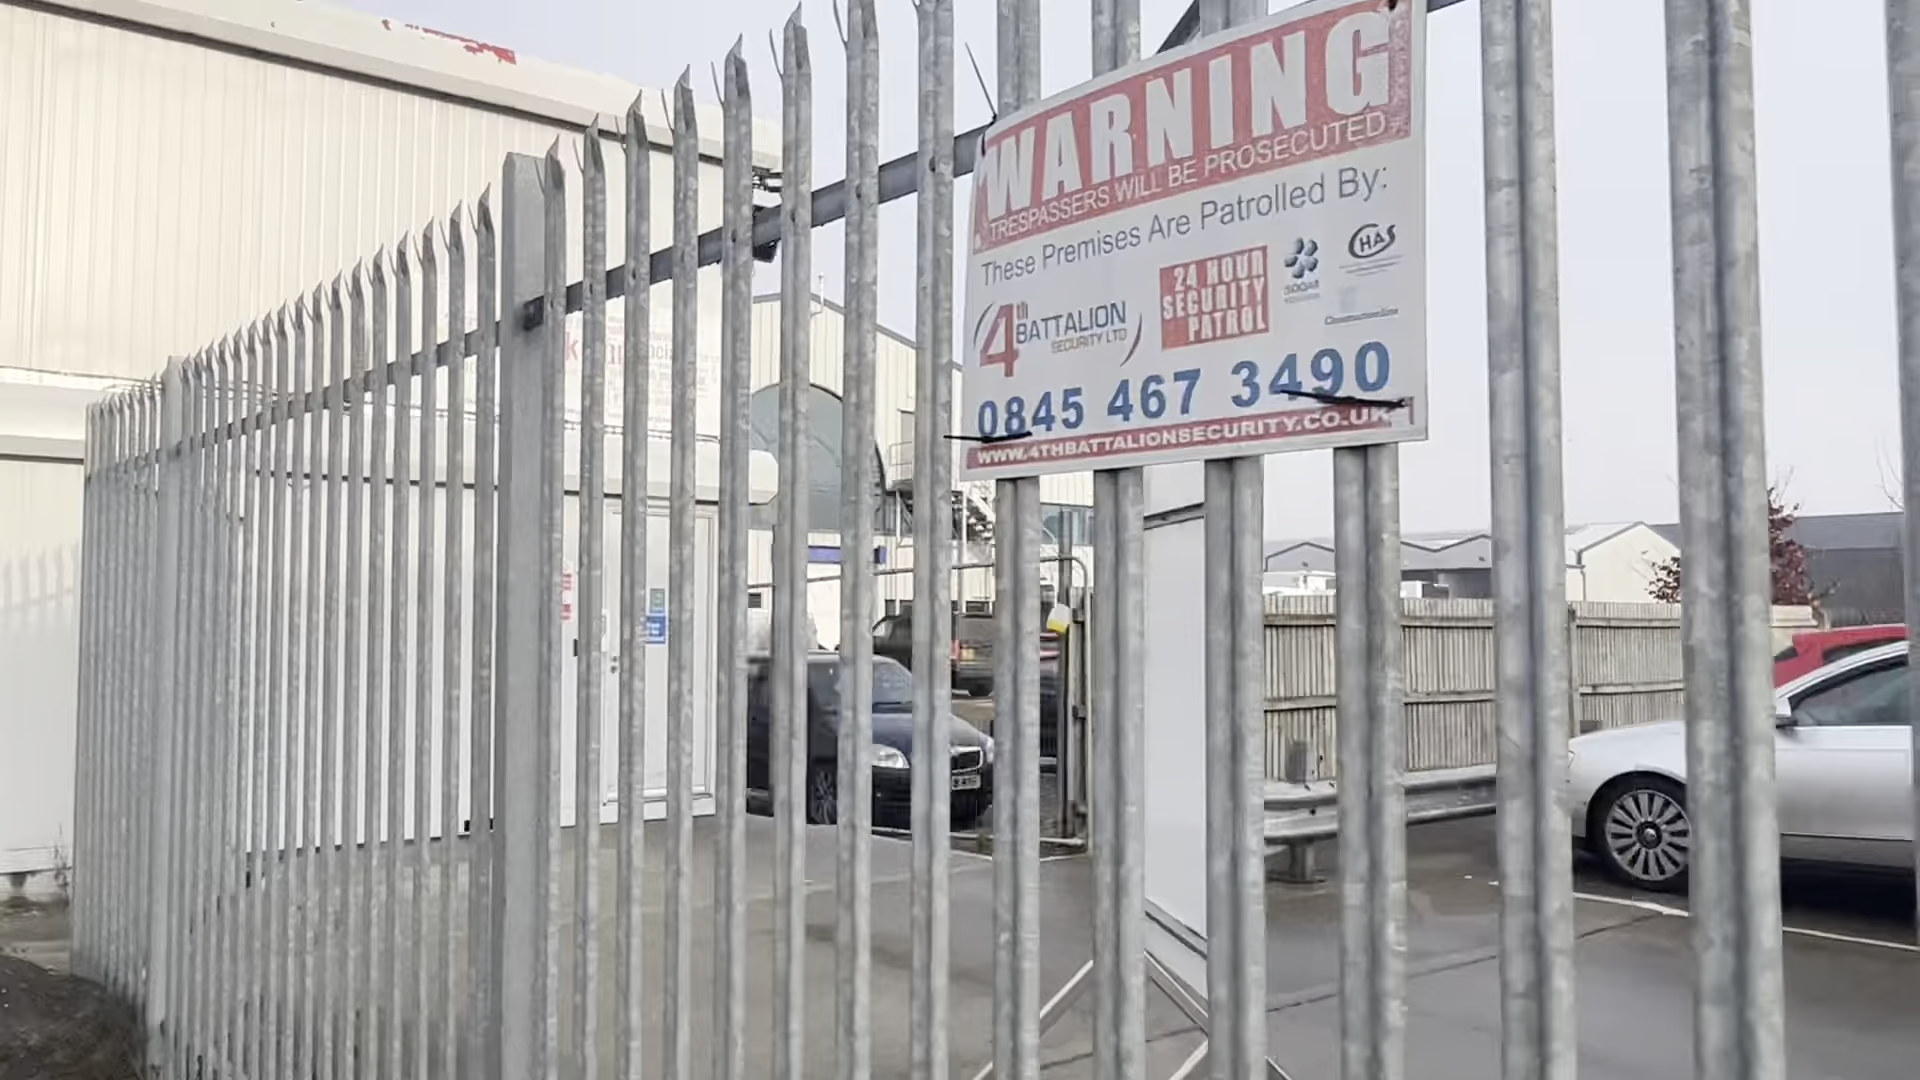 WARNING
TRESPASSERS WILL BE PROSECUTED
These Premises Are Patrolled By:
4th BATTALION
SECURITY LTD
24 HOUR
SECURITY
PATROL
CHAS
0845 467 3490
WWW.4THBATTALIONSECURITY.CO.UK